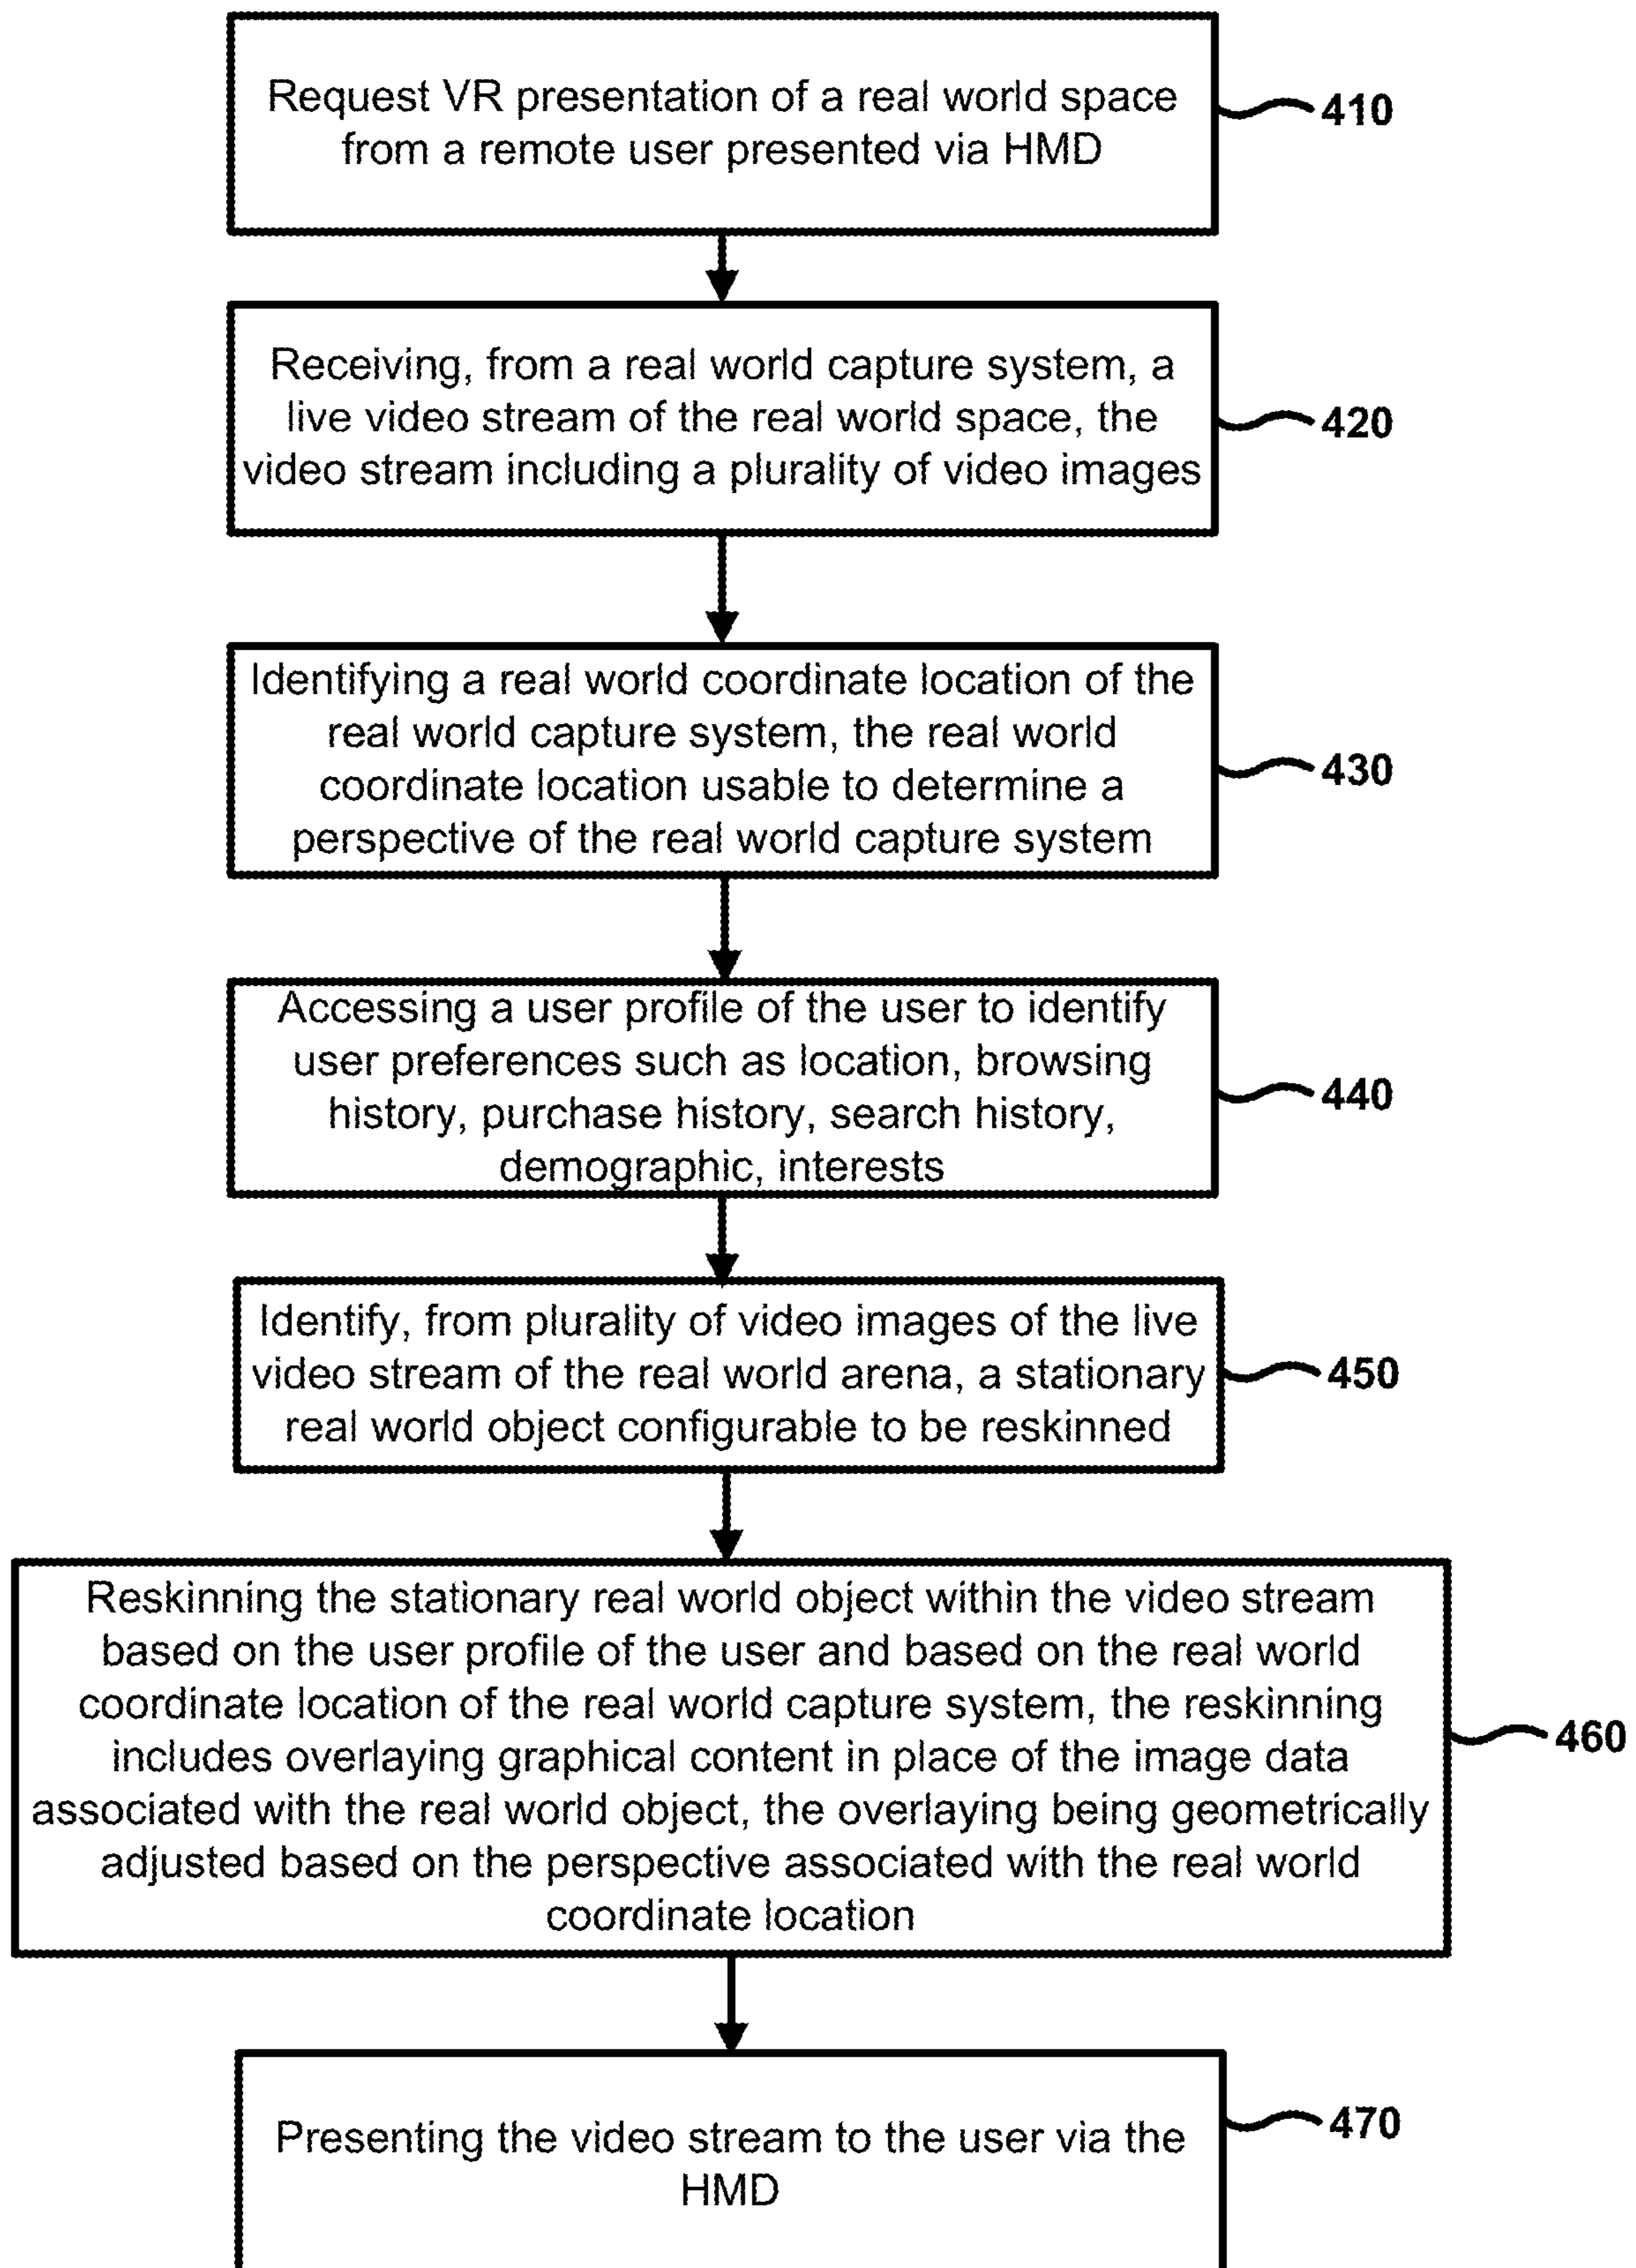 Request VR presentation of a real world space
from a remote user presented via HMD
410
Receiving, from a real world capture system, a
live video stream of the real world space, the
video stream including a plurality of video images
420
Identifying a real world coordinate location of the
real world capture system, the real world
coordinate location usable to determine a
perspective of the real world capture system
430
Accessing a user profile of the user to identify
user preferences such as location, browsing
history, purchase history, search history,
demographic, interests
440
Identify, from plurality of video images of the live
video stream of the real world arena, a stationary
real world object configurable to be reskinned
450
Reskinning the stationary real world object within the video stream
based on the user profile of the user and based on the real world
coordinate location of the real world capture system, the reskinning
includes overlaying graphical content in place of the image data
associated with the real world object, the overlaying being geometrically
adjusted based on the perspective associated with the real world
coordinate location
460
Presenting the video stream to the user via the
HMD
470